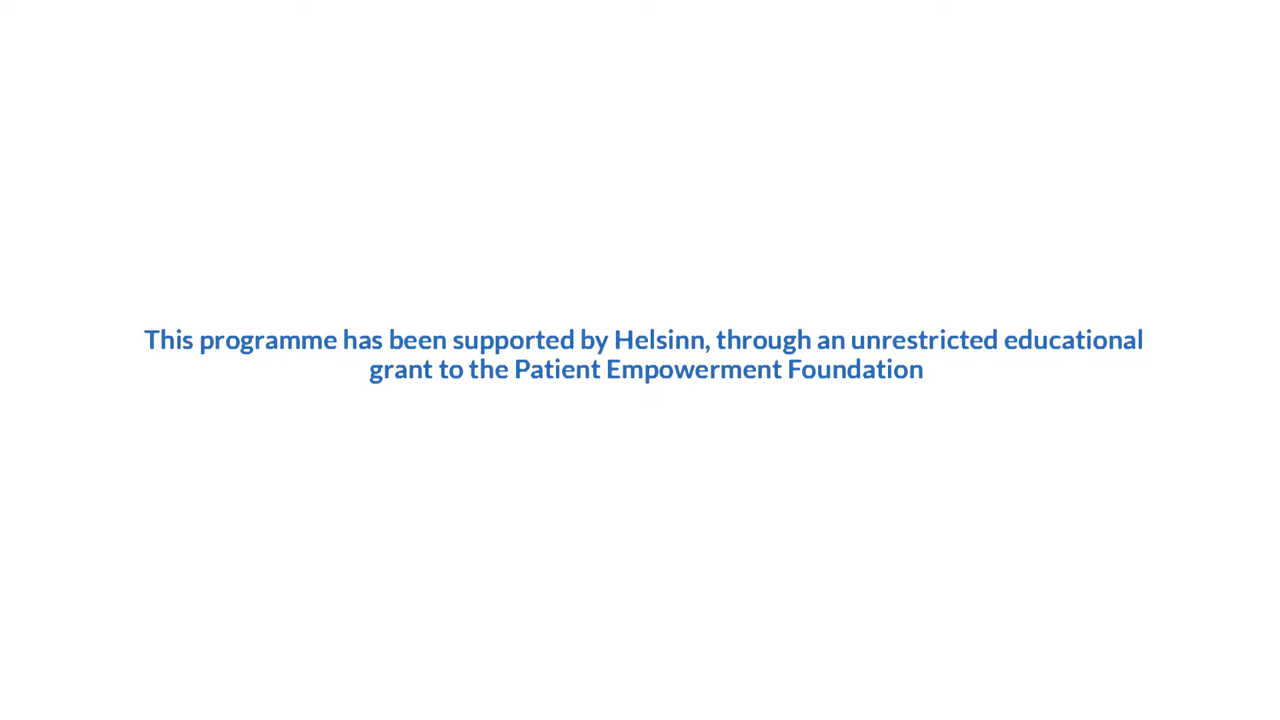 This programme has been supported by Helsinn, through an unrestricted educational
grant to the Patient Empowerment Foundation